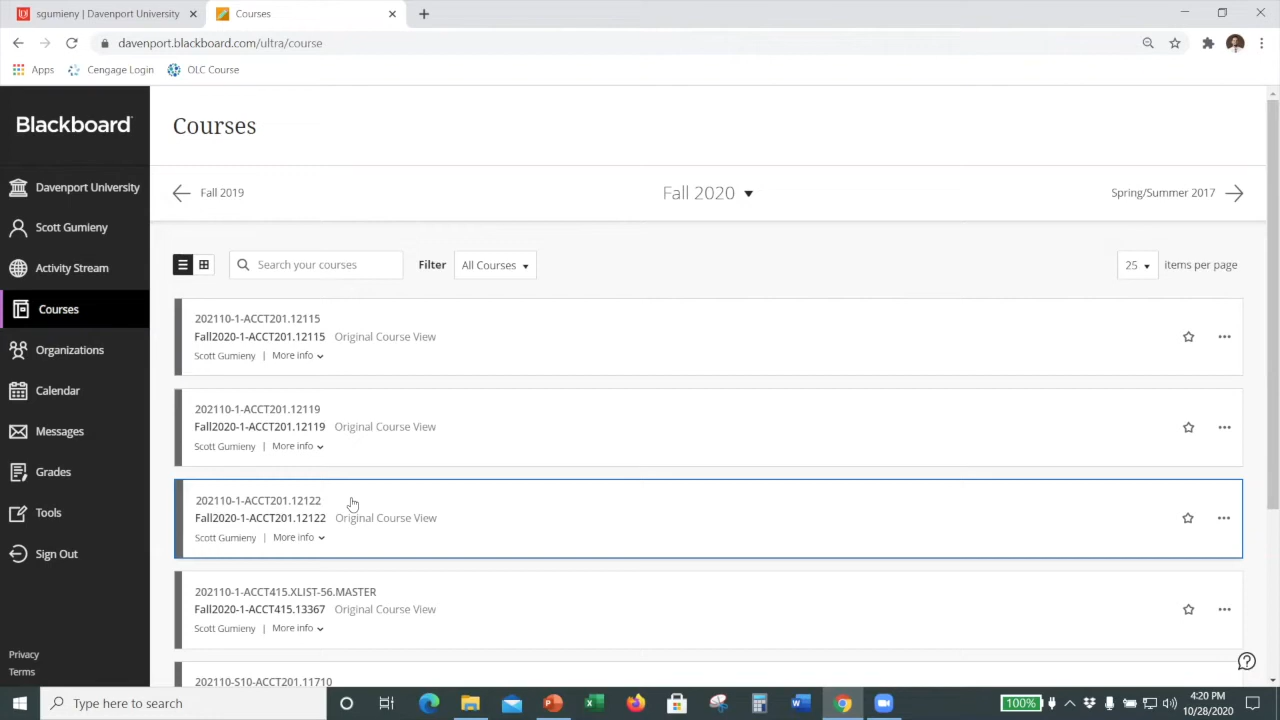 sgumieny | Davenport University
Courses
davenport.blackboard.com/ultra/course
Apps
Cengage Login
OLC Course
Blackboard
Courses
Fall 2019
Fall 2020
Spring/Summer 2017
Davenport University
Scott Gumieny
Activity Stream
Courses
Organizations
Calendar
Messages
Grades
Tools
Sign Out
Privacy
Terms
Search your courses
Filter
All Courses
25
items per page
202110-1-ACCT201.12115
Fall2020-1-ACCT201.12115 Original Course View
Scott Gumieny | More info
202110-1-ACCT201.12119
Fall2020-1-ACCT201.12119 Original Course View
Scott Gumieny | More info
202110-1-ACCT201.12122
Fall2020-1-ACCT201.12122 Original Course View
Scott Gumieny | More info
202110-1-ACCT415.XLIST-56.MASTER
Fall2020-1-ACCT415.13367 Original Course View
Scott Gumieny | More info
202110-S10-ACCT201.11710
Type here to search
100%
4:20 PM
10/28/2020